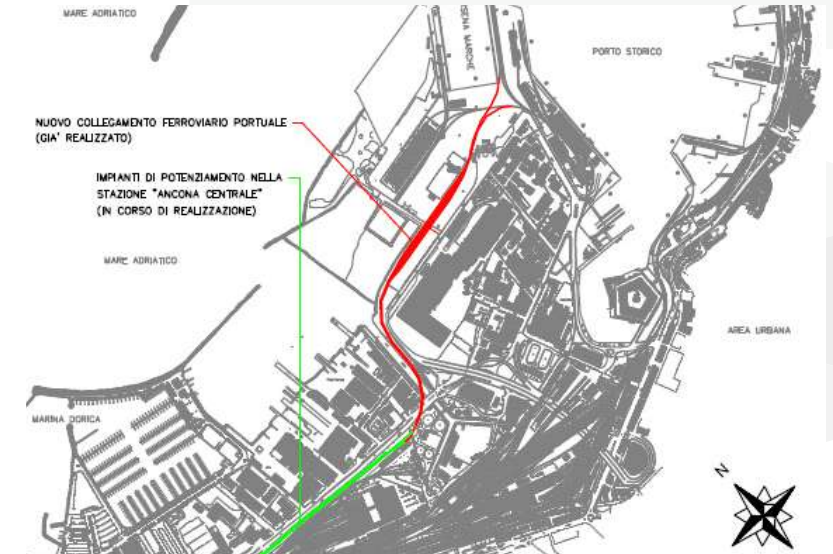 MARE ADRIATICO
SENA MARCHE
PORTO STORICO
NUOVO COLLEGAMENTO FERROVIARIO PORTUALE
(GIA' REALIZZATO)
IMPIANTI DI POTENZIAMENTO NELLA
STAZIONE "ANCONA CENTRALE"
(IN CORSO DI REALIZZAZIONE)
MARE ADRIATICO
AREA URBANA
MARINA DORICA
N